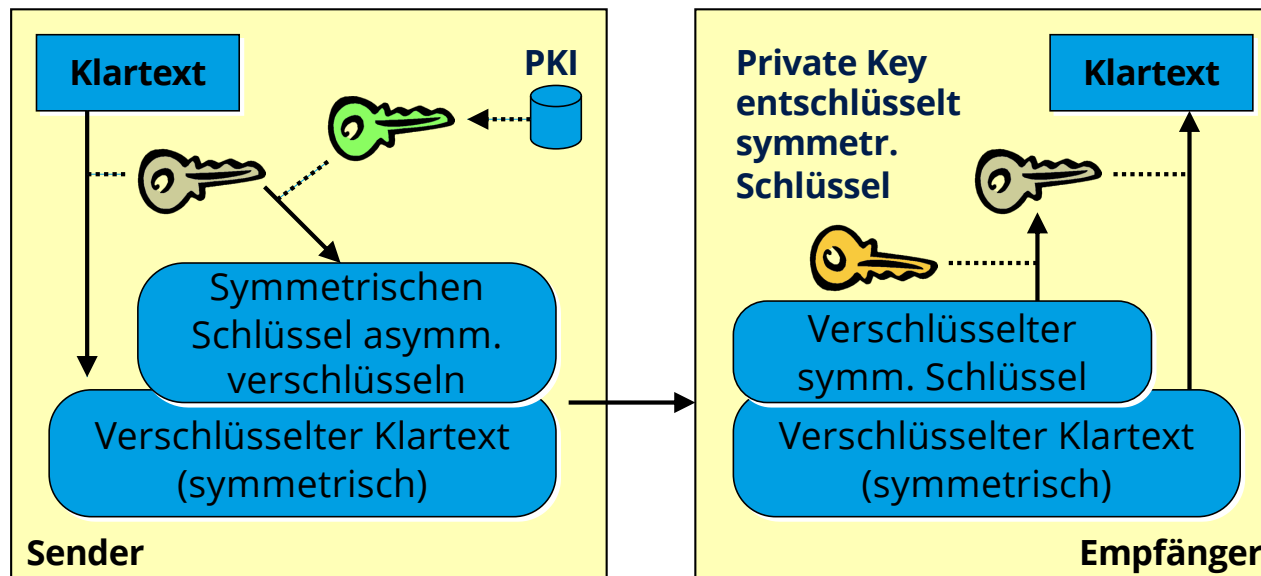 Klartext
PKI
Symmetrischen
Schlüssel asymm.
verschlüsseln
Verschlüsselter Klartext
(symmetrisch)
Sender
Private Key
entschlüsselt
symmetr.
Schlüssel
Klartext
Verschlüsselter
symm. Schlüssel
Verschlüsselter Klartext
(symmetrisch)
Empfänger